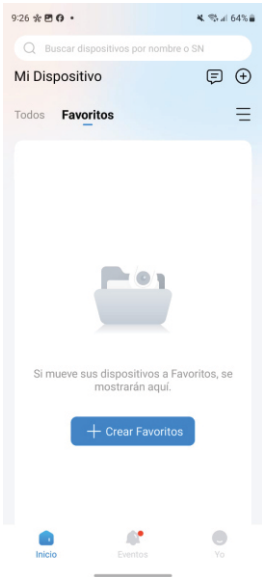 9:26
64%
Buscar dispositivos por nombre o SN
Mi Dispositivo
Todos
Favoritos
Si mueve sus dispositivos a Favoritos, se
mostrarán aquí.
+ Crear Favoritos
Inicio
Eventos
Yo